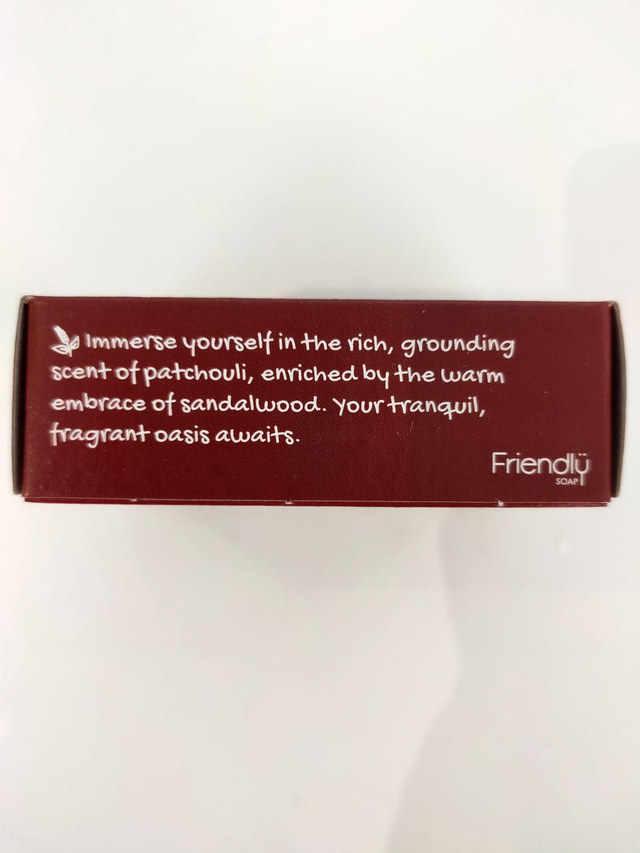 Immerse yourself in the rich, grounding
scent of patchouli, enriched by the warm
embrace of sandalwood. Your tranquil,
fragrant oasis awaits.
Friendlÿ
SOAP